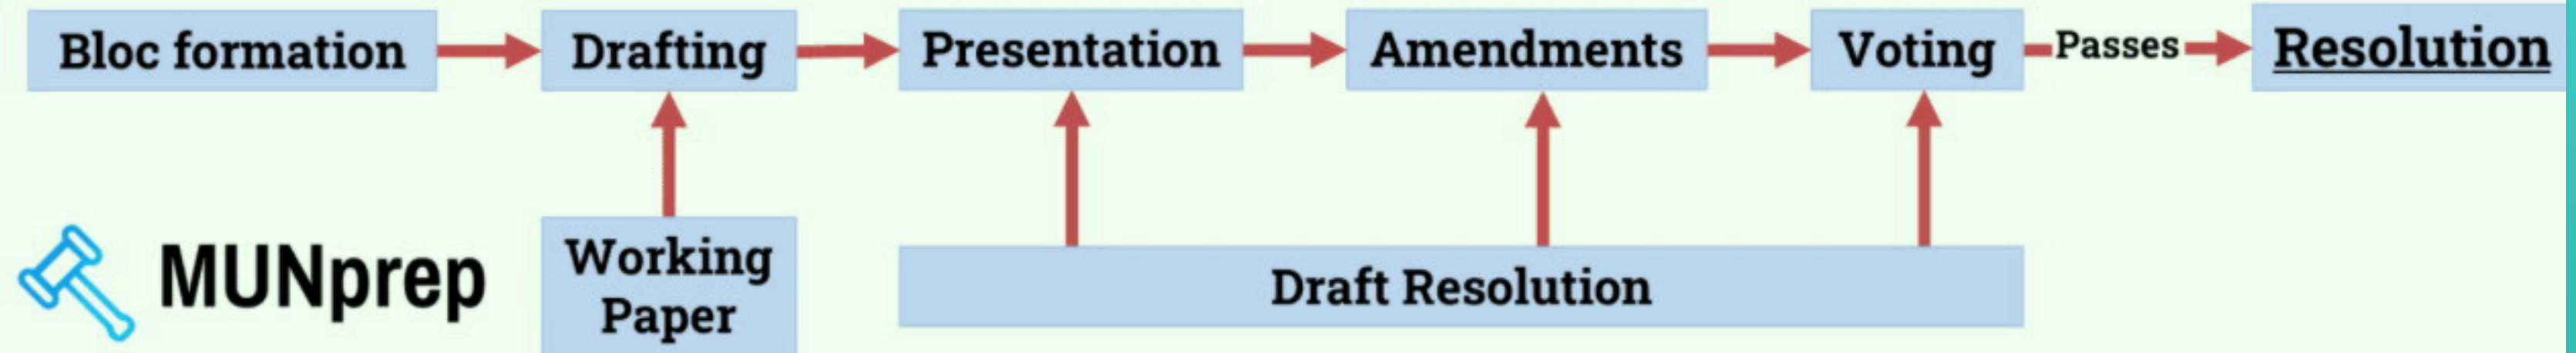 Bloc formation
Drafting
Presentation
Amendments
Voting
Passes
Resolution
MUNprep
Working
Paper
Draft Resolution